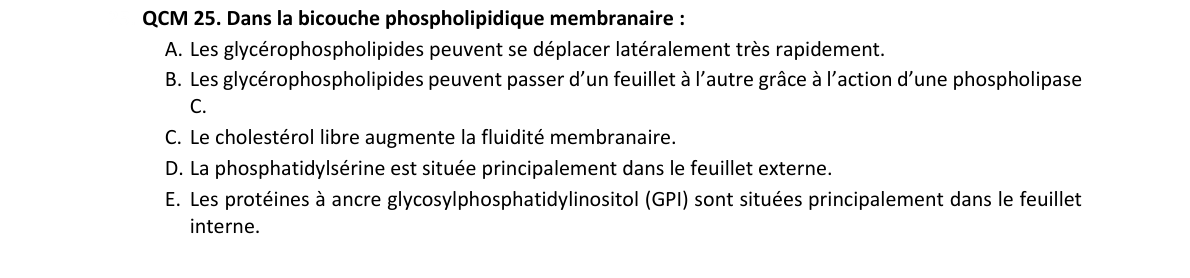 QCM 25. Dans la bicouche phospholipidique membranaire :
A. Les glycérophospholipides peuvent se déplacer latéralement très rapidement.
B. Les glycérophospholipides peuvent passer d’un feuillet à l’autre grâce à l’action d’une phospholipase
C.
C. Le cholestérol libre augmente la fluidité membranaire.
D. La phosphatidylsérine est située principalement dans le feuillet externe.
E. Les protéines à ancre glycosylphosphatidylinositol (GPI) sont situées principalement dans le feuillet
interne.